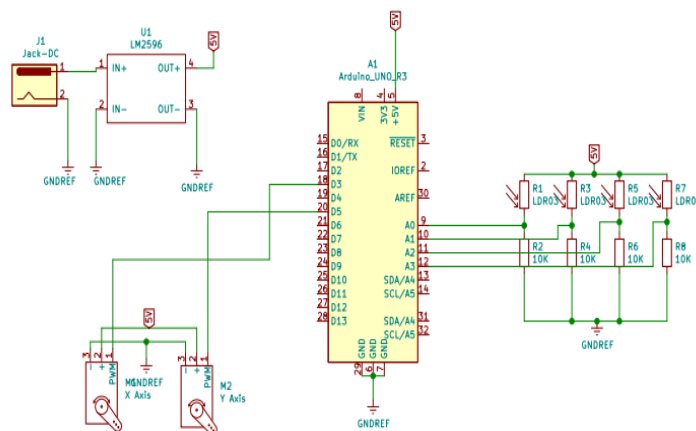 J1
Jack-DC
1
2
GNDREF
U1
LM2596
1
IN+
OUT+
4
2
IN-
OUT-
3
5V
GNDREF
GNDREF
5V
A1
Arduino_UNO_R3
8
4
5
VIN
3V3
+5V
15
D0/RX
16
D1/TX
17
D2
18
D3
19
D4
20
D5
21
D6
22
D7
23
D8
24
D9
25
D10
26
D11
27
D12
28
D13
RESET
3
IOREF
2
AREF
30
A0
9
A1
10
A2
11
A3
12
SDA/A4
13
SCL/A5
14
SDA/A4
31
SCL/A5
32
GND
GND
GND
29
6
7
GNDREF
5V
R1
LDR03
R3
LDR03
R5
LDR03
R7
LDR0
R2
10K
R4
10K
R6
10K
R8
10K
GNDREF
5V
3
2
1
-
+
PWM
X Axis
GNDREF
3
2
1
-
+
PWM
M2
Y Axis